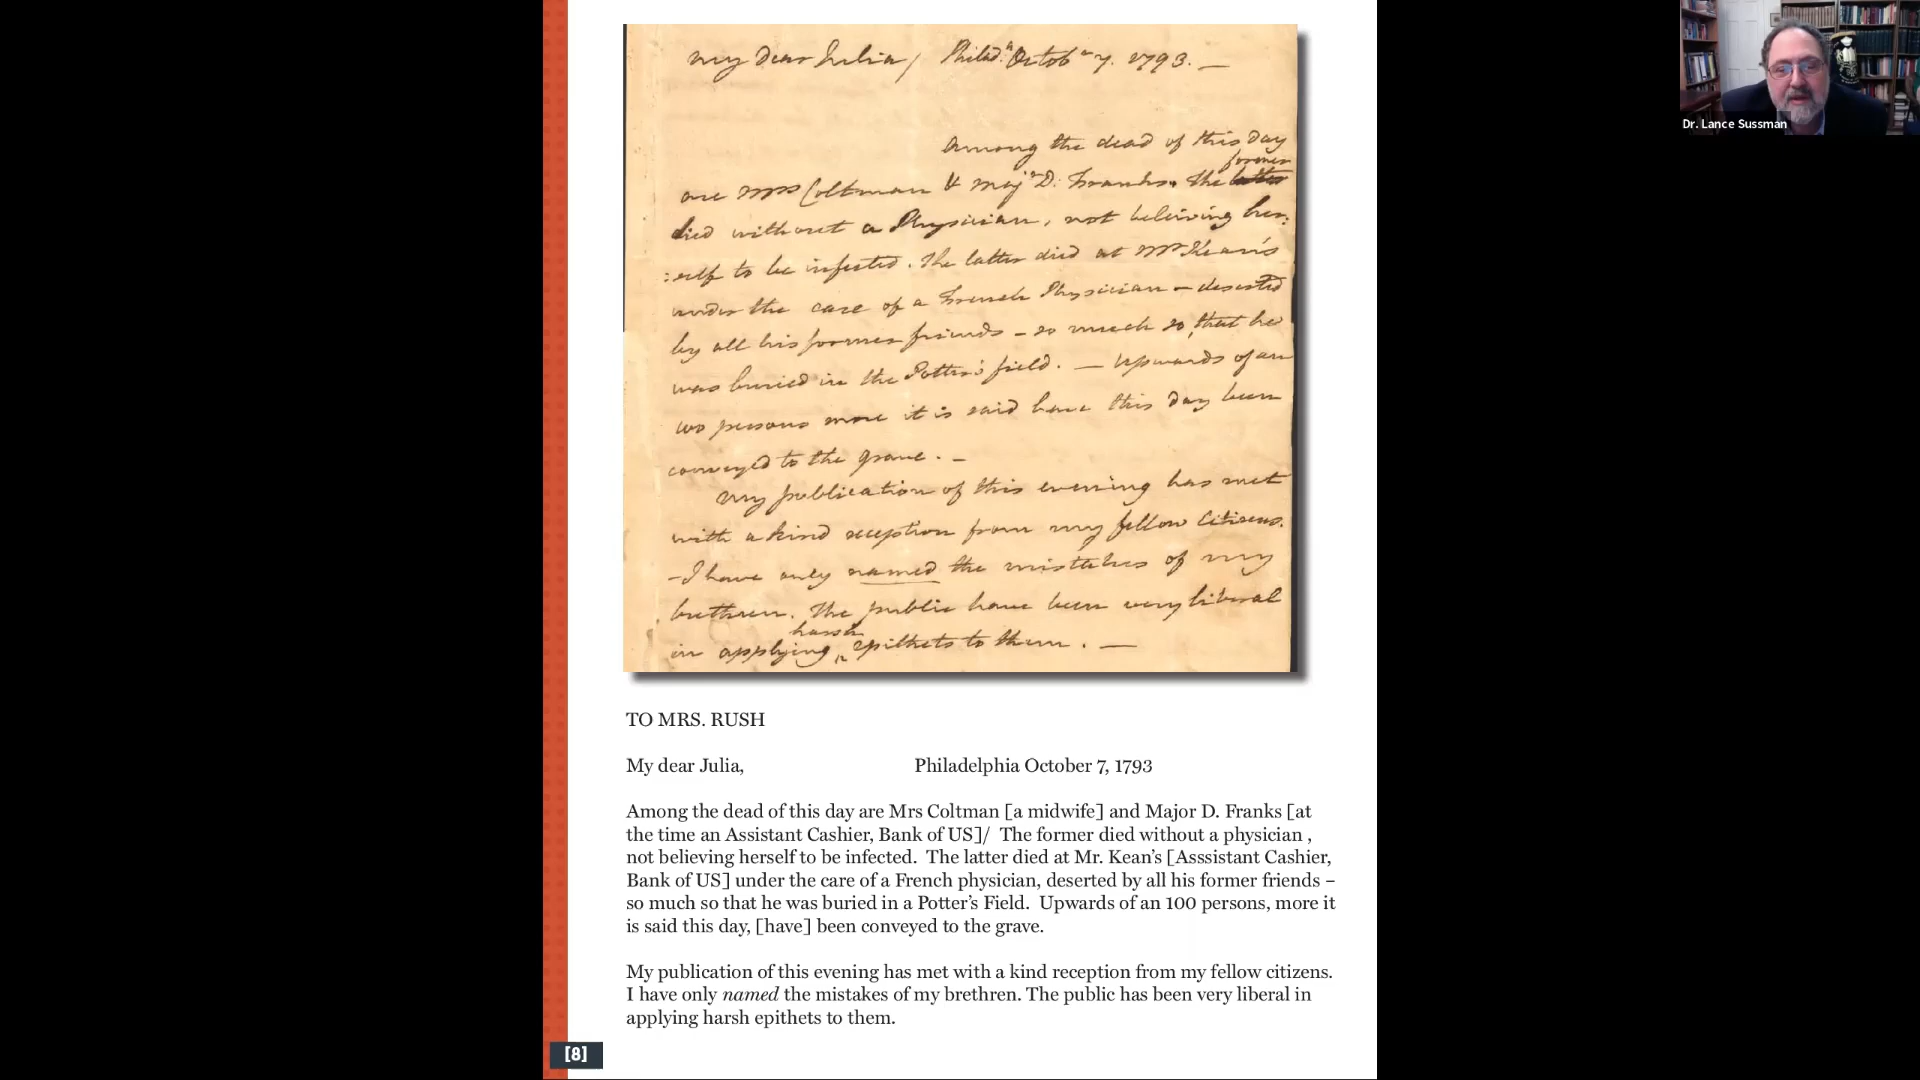 my dear Julia, Philad.ª Octobr 7. 1793. —
Among the dead of this day
former
are Mrs Coltman & Majr D: Franks. The latter
died without a Physician, not beleiving her:
:self to be infected. The latter died at Mr Kean's
under the care of a French Physician – deserted
by all his former friends – so much so, that he
was buried in the Potter's field. — Upwards of an
100 persons more it is said have this day been
conveyed to the grave. –
My publication of this evening has met
with a kind reception from my fellow citizens.
– I have only named the mistakes of my
brethren. The public have been very liberal
harsh
in applying ^ epithets to them. —
TO MRS. RUSH
My dear Julia, Philadelphia October 7, 1793
Among the dead of this day are Mrs Coltman [a midwife] and Major D. Franks [at
the time an Assistant Cashier, Bank of US]/ The former died without a physician ,
not believing herself to be infected. The latter died at Mr. Kean’s [Asssistant Cashier,
Bank of US] under the care of a French physician, deserted by all his former friends –
so much so that he was buried in a Potter’s Field. Upwards of an 100 persons, more it
is said this day, [have] been conveyed to the grave.
My publication of this evening has met with a kind reception from my fellow citizens.
I have only named the mistakes of my brethren. The public has been very liberal in
applying harsh epithets to them.
[8]
Dr. Lance Sussman